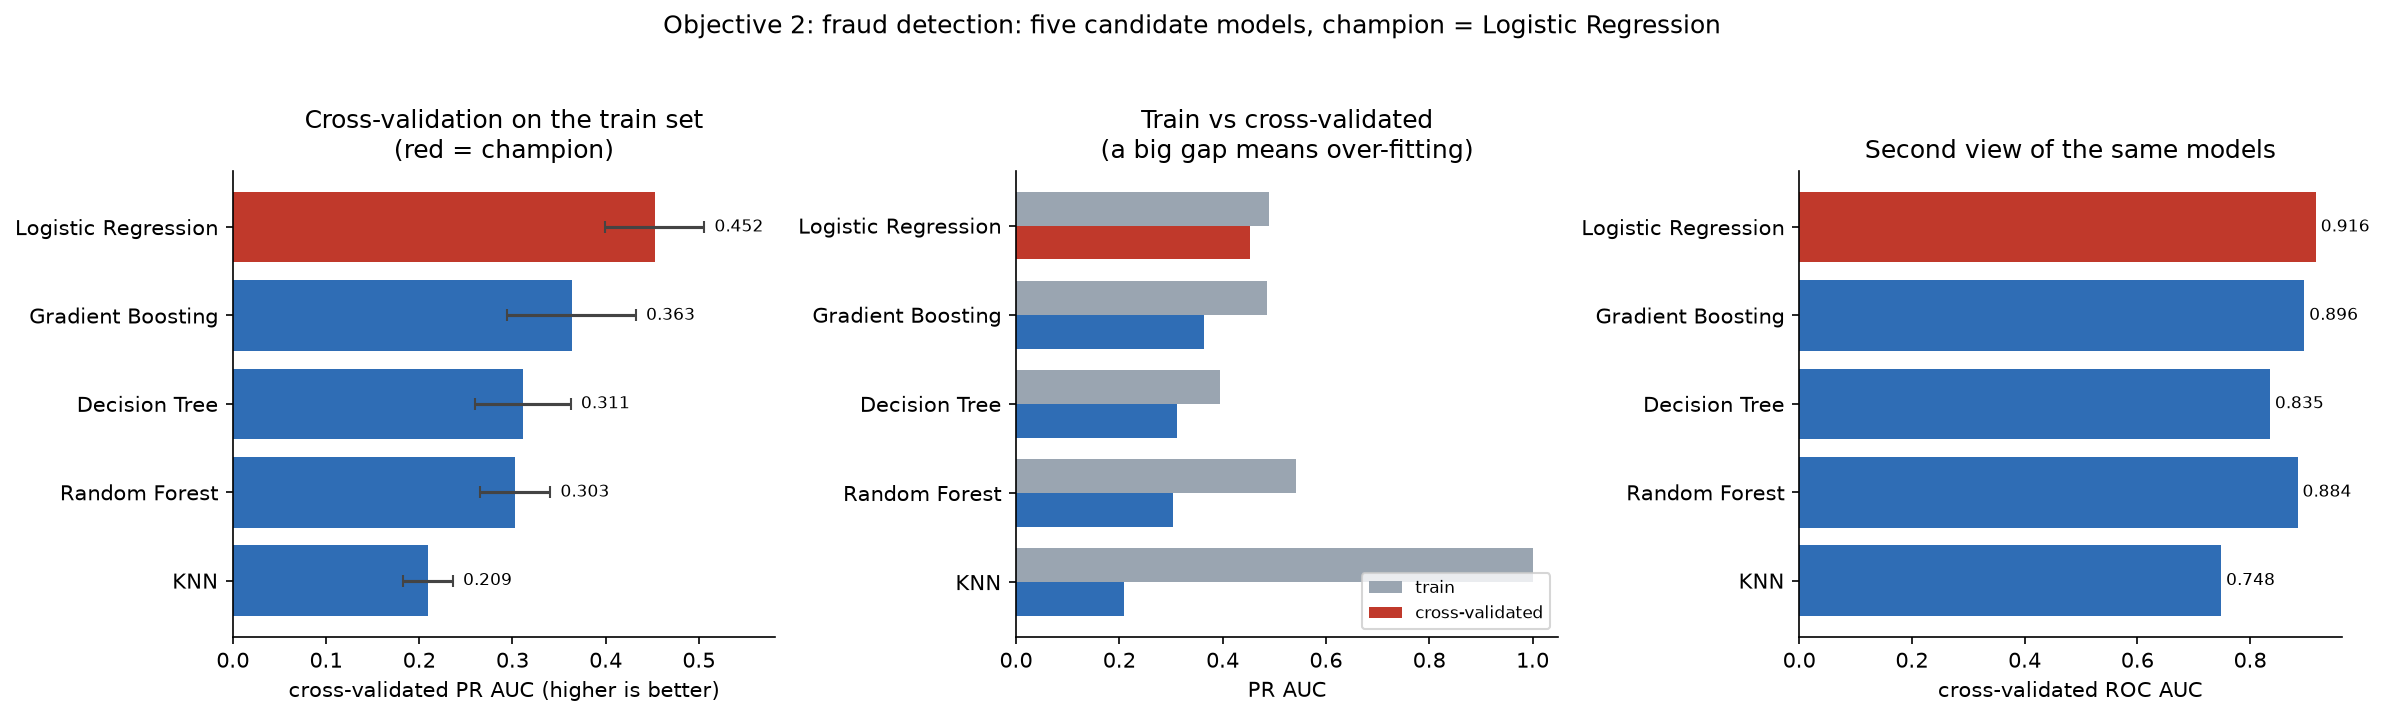 Objective 2: fraud detection: five candidate models, champion = Logistic Regression
Cross-validation on the train set
(red = champion)
Logistic Regression
Gradient Boosting
Decision Tree
Random Forest
KNN
0.452
0.363
0.311
0.303
0.209
0.0 0.1 0.2 0.3 0.4 0.5
cross-validated PR AUC (higher is better)
Train vs cross-validated
(a big gap means over-fitting)
Logistic Regression
Gradient Boosting
Decision Tree
Random Forest
KNN
train
cross-validated
0.0 0.2 0.4 0.6 0.8 1.0
PR AUC
Second view of the same models
Logistic Regression
Gradient Boosting
Decision Tree
Random Forest
KNN
0.916
0.896
0.835
0.884
0.748
0.0 0.2 0.4 0.6 0.8
cross-validated ROC AUC